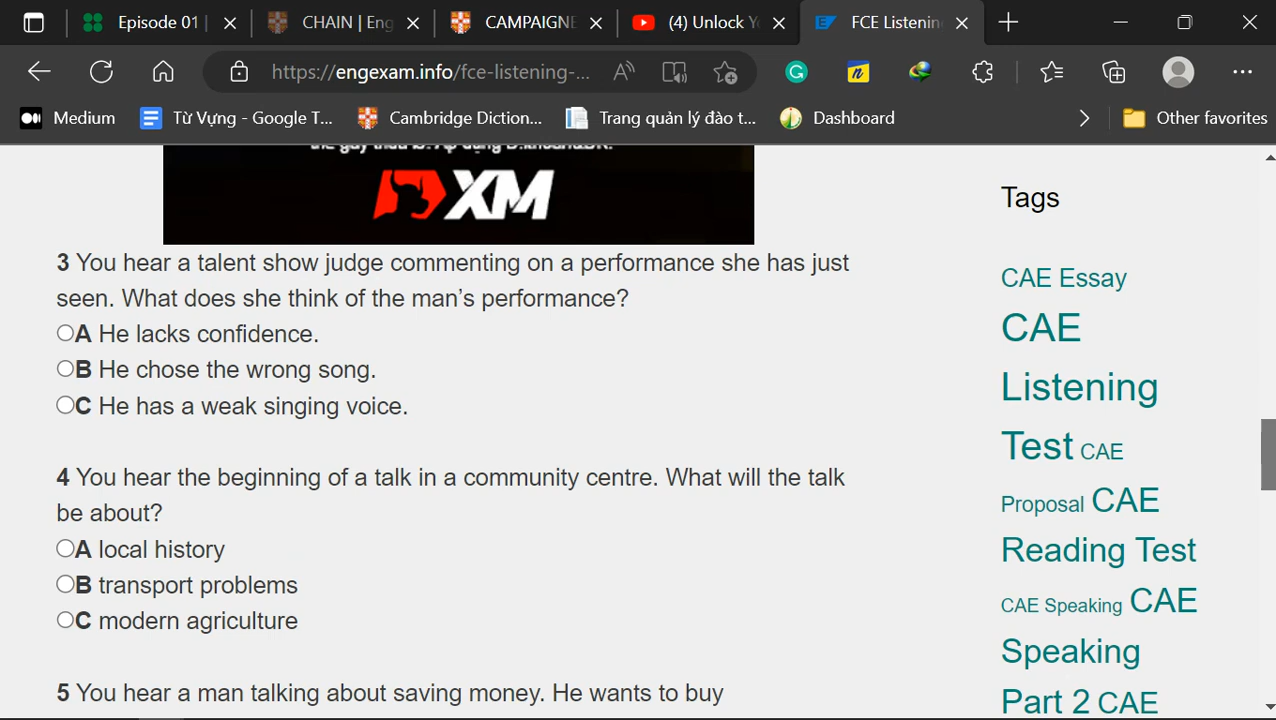 Episode 01 |
CHAIN | Eng
CAMPAIGNE
(4) Unlock Yo
FCE Listenin
https://engexam.info/fce-listening-...
Medium
Từ Vựng - Google T...
Cambridge Diction...
Trang quản lý đào t...
Dashboard
Other favorites
XM
3 You hear a talent show judge commenting on a performance she has just
seen. What does she think of the man's performance?
A He lacks confidence.
B He chose the wrong song.
C He has a weak singing voice.
4 You hear the beginning of a talk in a community centre. What will the talk
be about?
A local history
B transport problems
C modern agriculture
5 You hear a man talking about saving money. He wants to buy
Tags
CAE Essay
CAE
Listening
Test CAE
Proposal CAE
Reading Test
CAE Speaking CAE
Speaking
Part 2 CAE